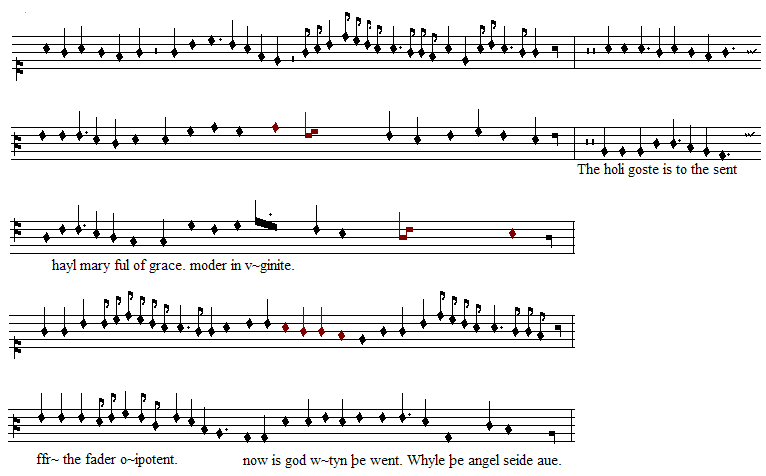 The holi goste is to the sent
hayl mary ful of grace. moder in v~ginite.
ffr~ the fader o~ipotent. now is god w~tyn þe went. Whyle þe angel seide aue.